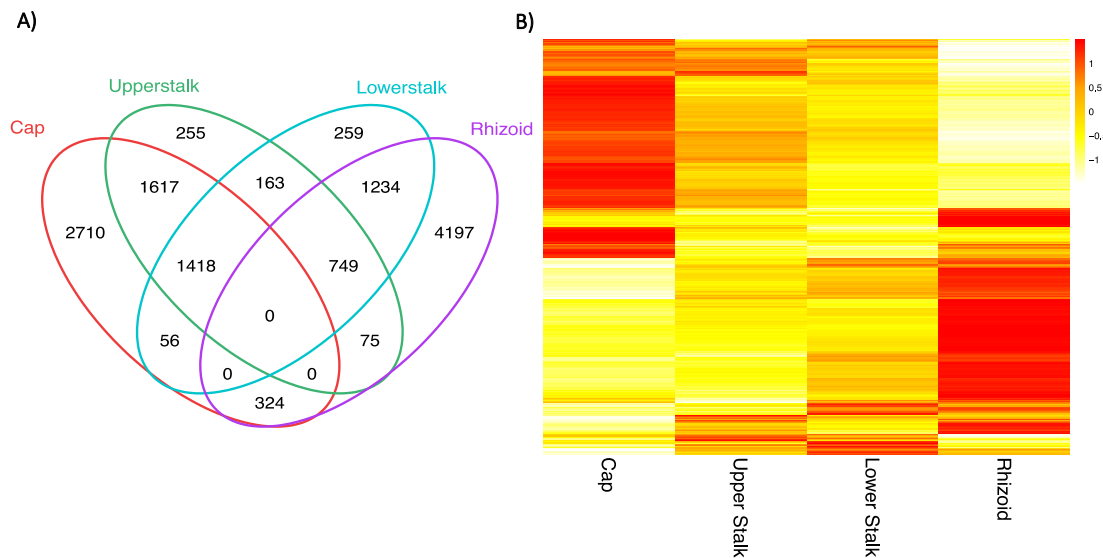 A)
B)
Upperstalk
Lowerstalk
Cap
Rhizoid
255
259
1617
163
1234
2710
4197
1418
749
0
56
75
0
0
324
1
0,5
−0,
−1
Cap
Upper Stalk
Lower Stalk
Rhizoid